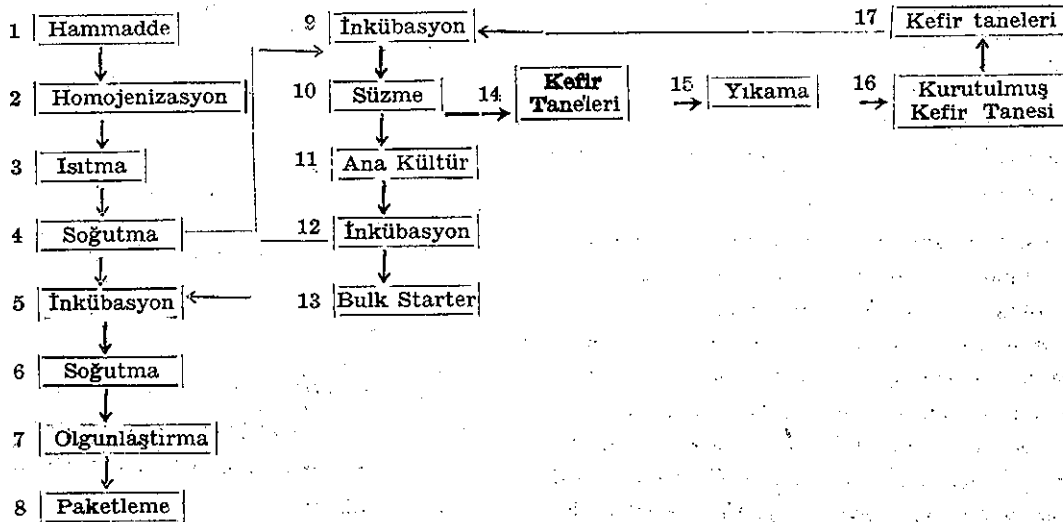 1 Hammadde
2 Homojenizasyon
3 Isıtma
4 Soğutma
5 İnkübasyon
6 Soğutma
7 Olgunlaştırma
8 Paketleme
9 İnkübasyon
10 Süzme
11 Ana Kültür
12 İnkübasyon
13 Bulk Starter
14 Kefir
Taneleri
15 Yıkama
16 Kurutulmuş
Kefir Tanesi
17 Kefir taneleri